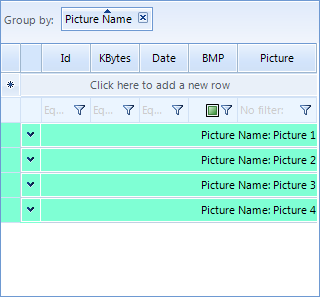 Group by: Picture Name
Id KBytes Date BMP Picture
Click here to add a new row
Eq... Eq... Eq... No filter:
Picture Name: Picture 1
Picture Name: Picture 2
Picture Name: Picture 3
Picture Name: Picture 4